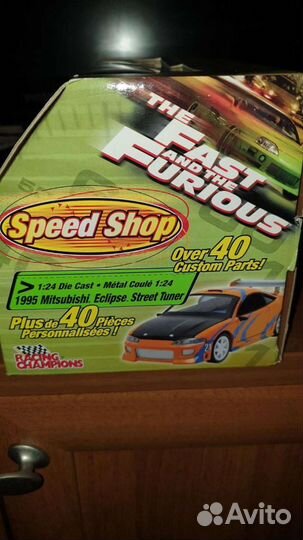 THE
FAST
AND THE
FURIOUS
Speed Shop
Over 40
Custom Parts!
> 1:24 Die Cast • Métal Coulé 1:24
1995 Mitsubishi Eclipse Street Tuner
Plus de 40 Pièces
Personnalisées!
RACING
CHAMPIONS
Avito